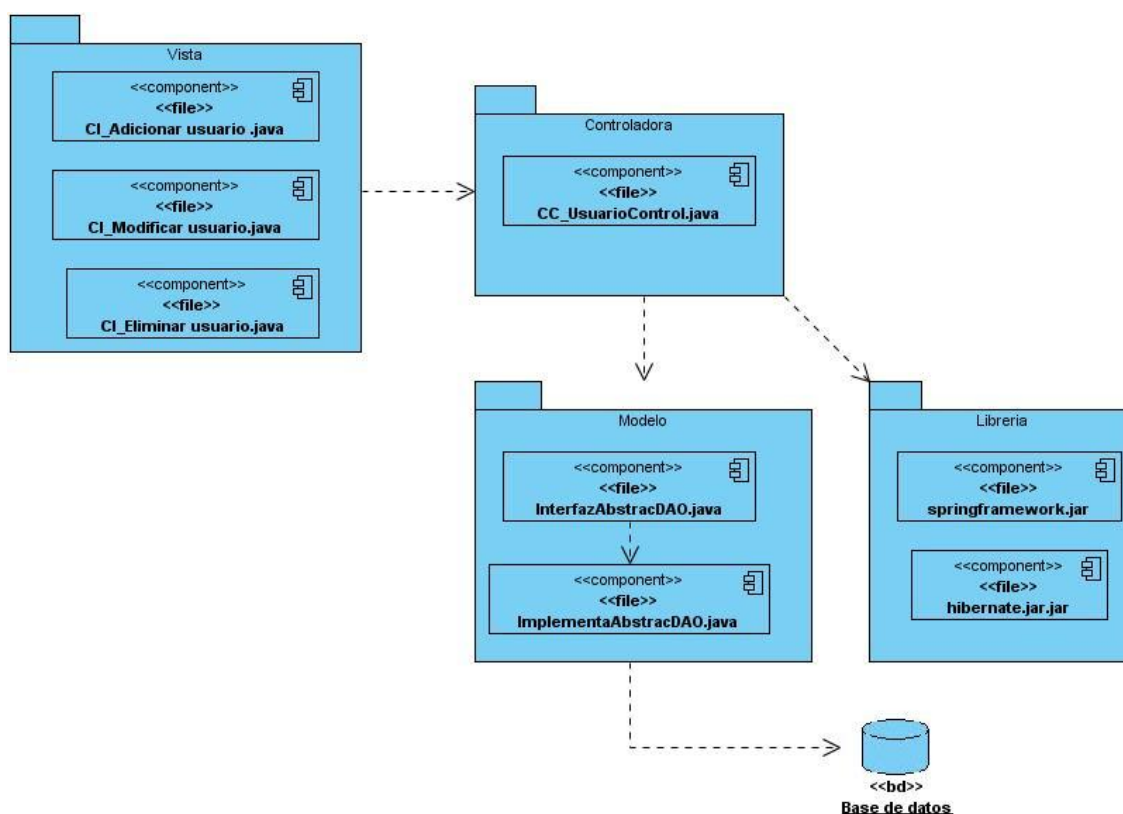 Vista
<<component>>
<<file>>
CI_Adicionar usuario .java
<<component>>
<<file>>
CI_Modificar usuario.java
<<component>>
<<file>>
CI_Eliminar usuario.java
Controladora
<<component>>
<<file>>
CC_UsuarioControl.java
Modelo
<<component>>
<<file>>
InterfazAbstracDAO.java
<<component>>
<<file>>
ImplementaAbstracDAO.java
Libreria
<<component>>
<<file>>
springframework.jar
<<component>>
<<file>>
hibernate.jar.jar
<<bd>>
Base de datos